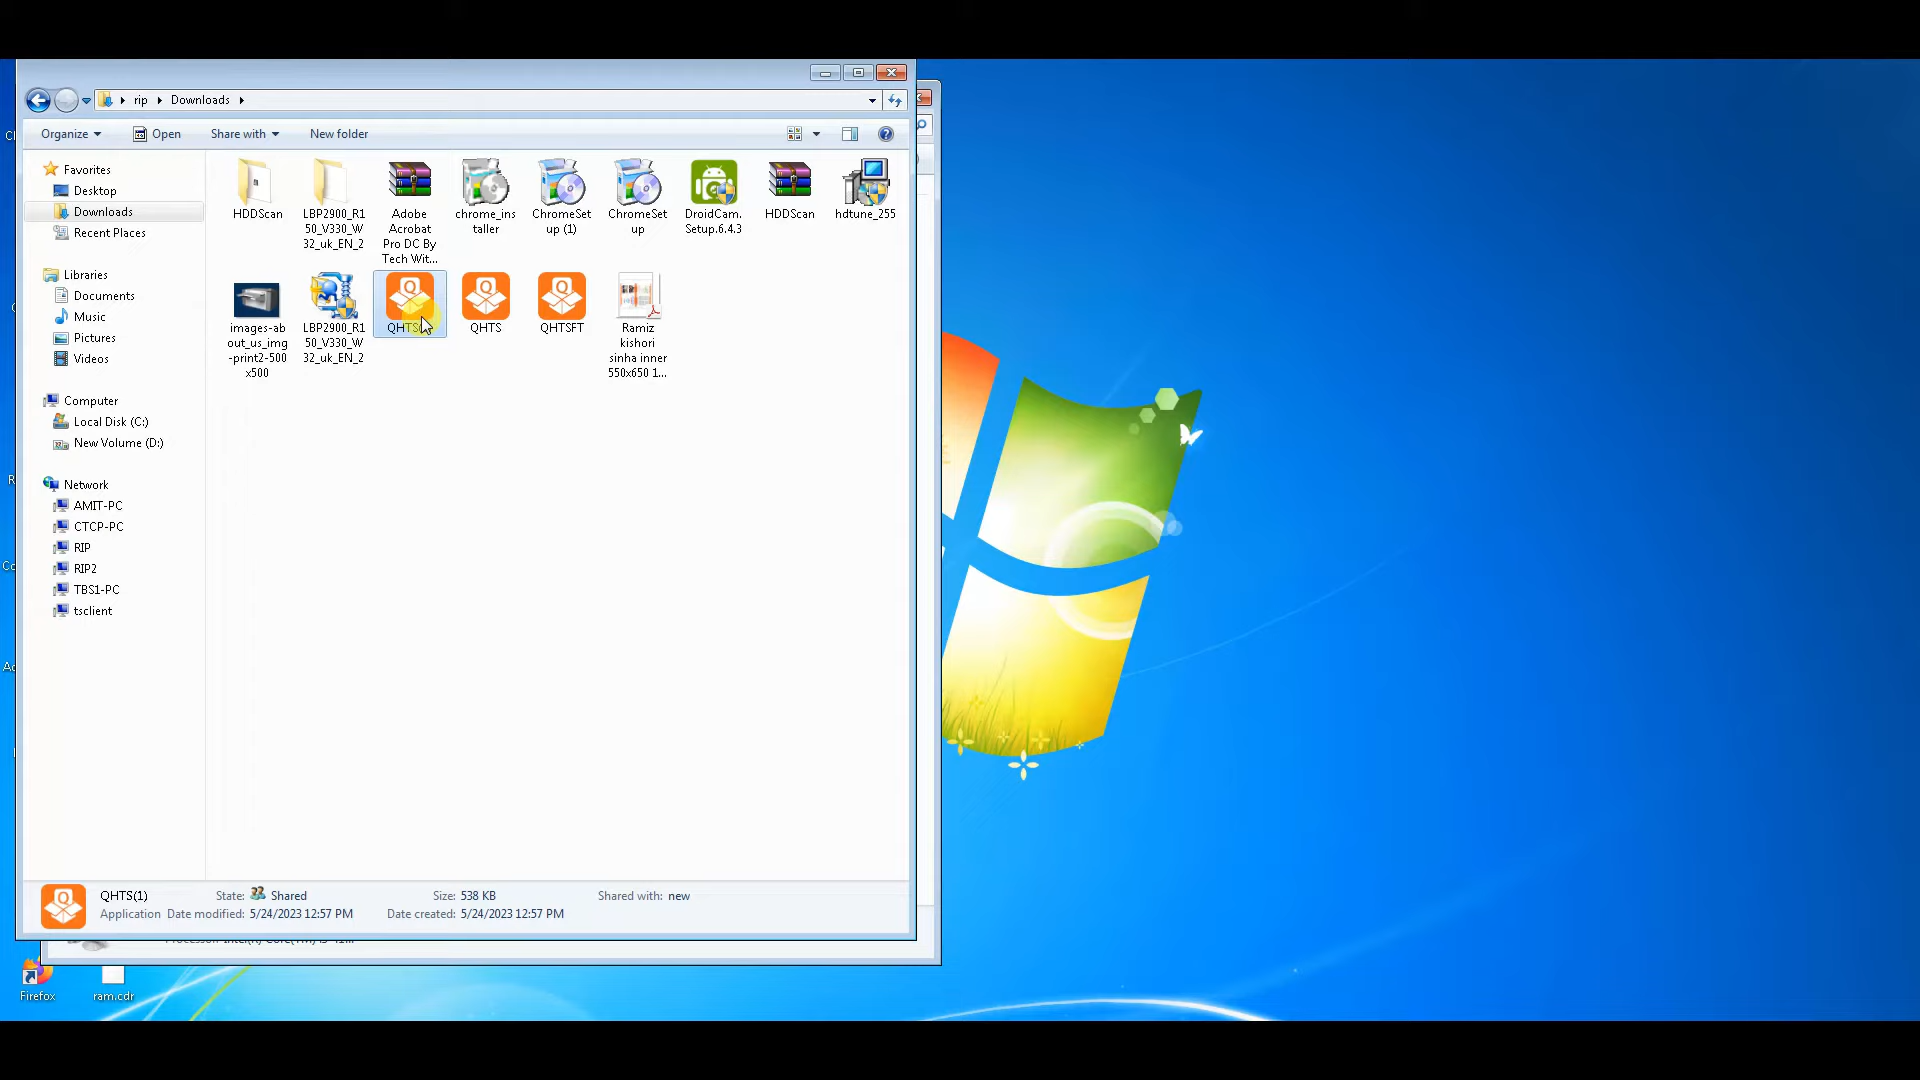 rip
Downloads
Organize
Open
Share with
New folder
Favorites
Desktop
Downloads
Recent Places
Libraries
Documents
Music
Pictures
Videos
Computer
Local Disk (C:)
New Volume (D:)
Network
AMIT-PC
CTCP-PC
RIP
RIP2
TBS1-PC
tsclient
HDDScan
LBP2900_R1
50_V330_W
32_uk_EN_2
Adobe
Acrobat
Pro DC By
Tech Wit...
chrome_ins
taller
ChromeSet
up (1)
ChromeSet
up
DroidCam.
Setup.6.4.3
HDDScan
hdtune_255
images-ab
out_us_img
-print2-500
x500
LBP2900_R1
50_V330_W
32_uk_EN_2
QHTS
QHTSFT
Ramiz
kishori
sinha inner
550x650 1...
QHTS(1)
State: Shared
Size: 538 KB
Shared with: new
Application
Date modified: 5/24/2023 12:57 PM
Date created: 5/24/2023 12:57 PM
Firefox
ram.cdr